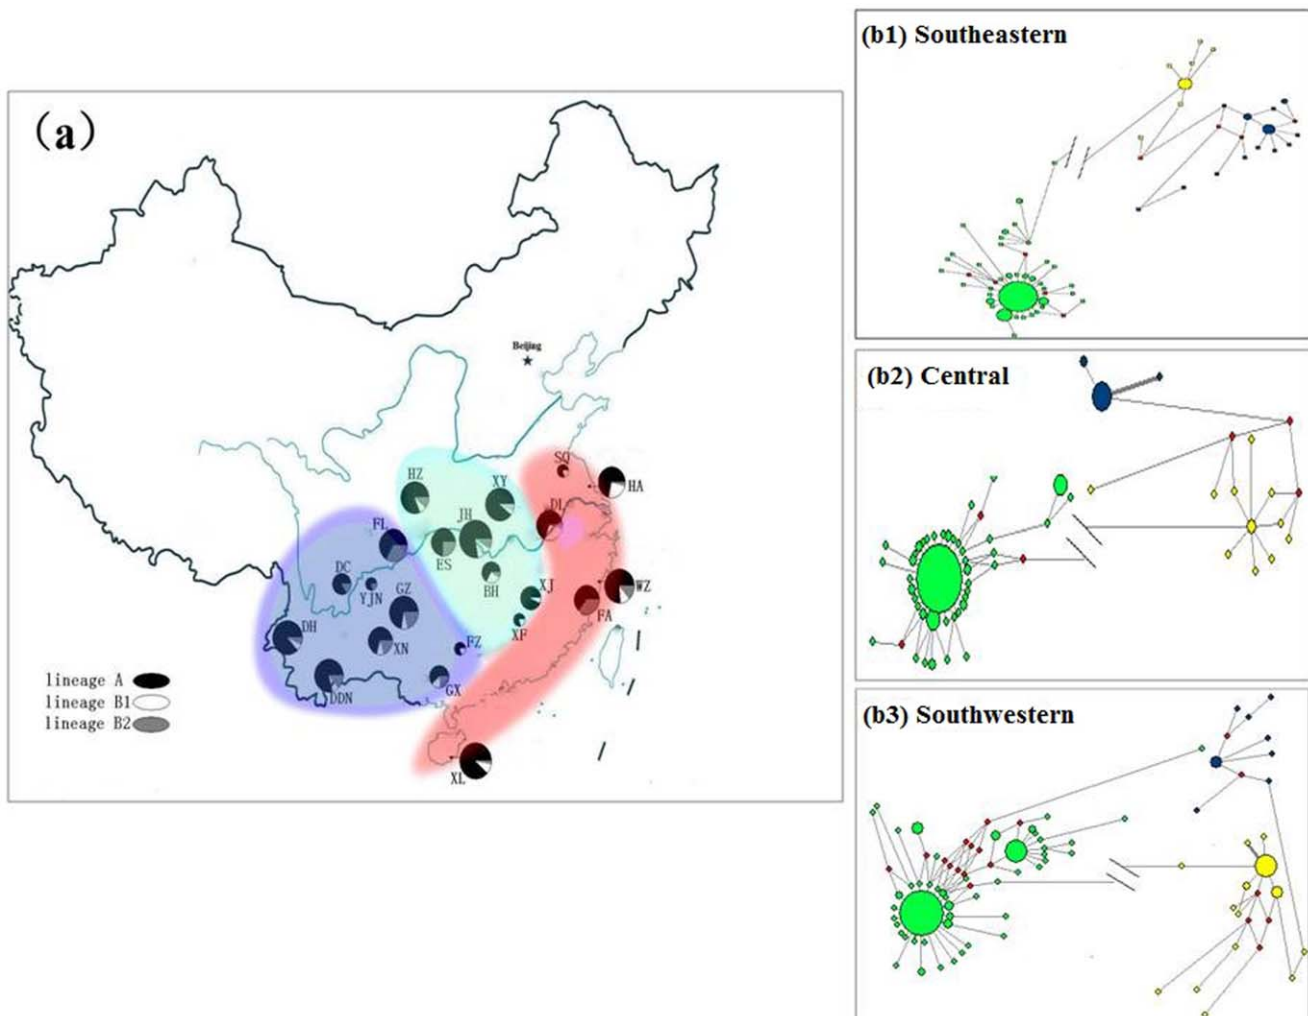 (a)
Beijing
SQ
HA
HZ
XY
DL
JH
FL
ES
BH
XJ
WZ
DC
YJN
GZ
FA
XF
DH
XN
FZ
DDN
GX
XL
lineage A
lineage B1
lineage B2
(b1) Southeastern
(b2) Central
(b3) Southwestern